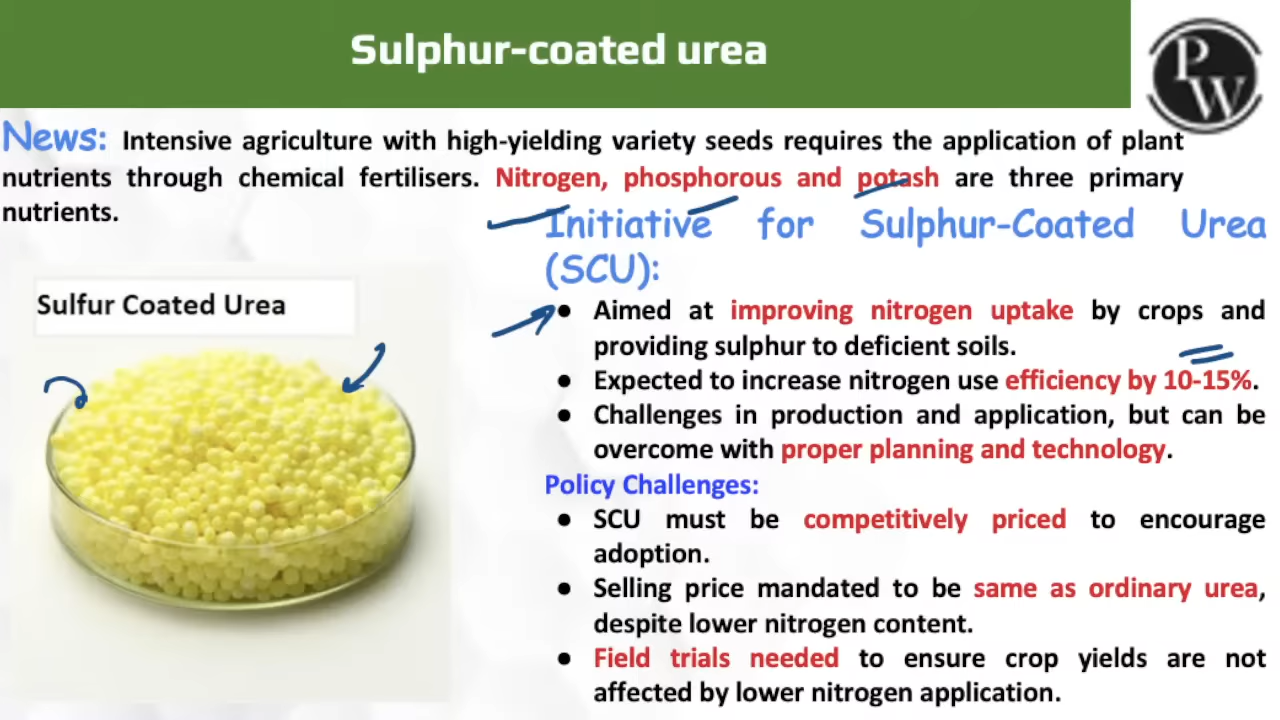 Sulphur-coated urea
PW
News: Intensive agriculture with high-yielding variety seeds requires the application of plant
nutrients through chemical fertilisers. Nitrogen, phosphorous and potash are three primary
nutrients.
Sulfur Coated Urea
Initiative for Sulphur-Coated Urea
(SCU):
● Aimed at improving nitrogen uptake by crops and
providing sulphur to deficient soils.
● Expected to increase nitrogen use efficiency by 10-15%.
● Challenges in production and application, but can be
overcome with proper planning and technology.
Policy Challenges:
● SCU must be competitively priced to encourage
adoption.
● Selling price mandated to be same as ordinary urea,
despite lower nitrogen content.
● Field trials needed to ensure crop yields are not
affected by lower nitrogen application.